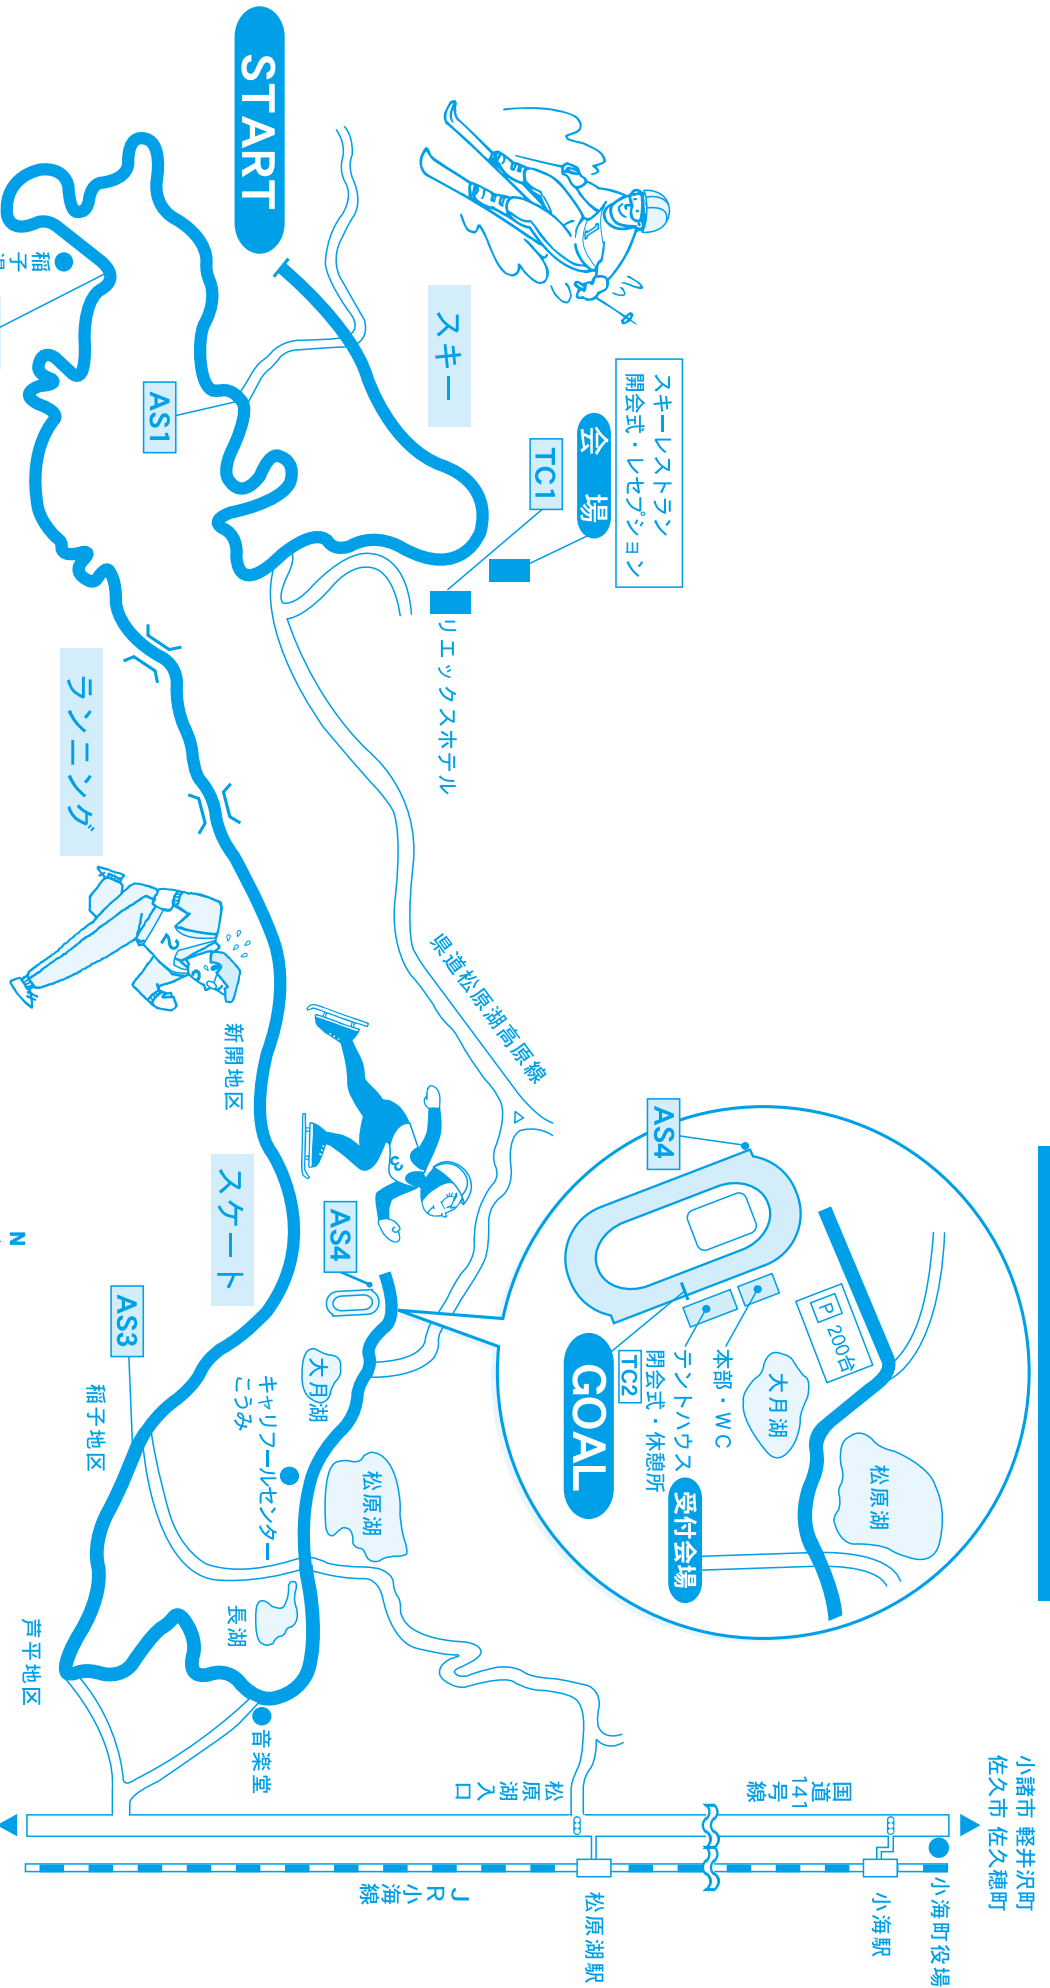 START
スキー
スキーレストラン
開会式・レセプション
会場
TC1
リエックスホテル
AS1
稲子
ランニング
2
県道松原湖高原線
新開地区
3
スケート
AS4
AS3
稲子地区
大月湖
キャリフールセンター
こうみ
松原湖
長湖
芦平地区
音楽堂
AS4
P 200台
大月湖
松原湖
本部・WC
テントハウス
閉会式・休憩所
TC2
受付会場
GOAL
小諸市 軽井沢町
佐久市 佐久穂町
国道
141
号線
松原湖
入口
JR小海線
松原湖駅
小海駅
小海町役場
N